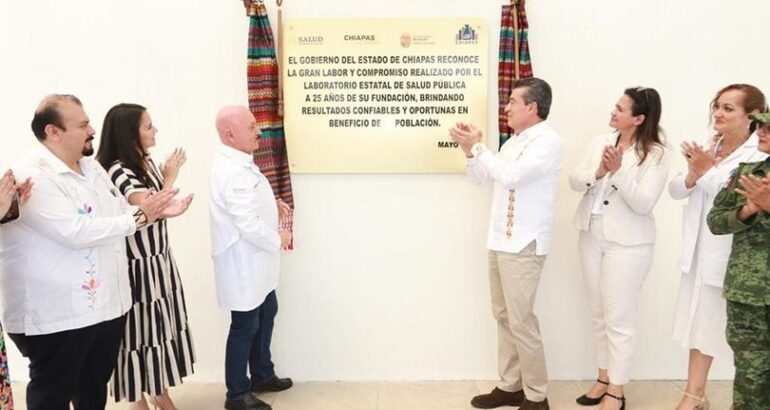 SALUD CHIAPAS CHIAPAS
EL GOBIERNO DEL ESTADO DE CHIAPAS RECONOCE
LA GRAN LABOR Y COMPROMISO REALIZADO POR EL
LABORATORIO ESTATAL DE SALUD PÚBLICA
A 25 AÑOS DE SU FUNDACIÓN, BRINDANDO
RESULTADOS CONFIABLES Y OPORTUNAS EN
BENEFICIO DE POBLACIÓN.
MAYO